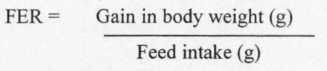 FER = Gain in body weight (g)
Feed intake (g)